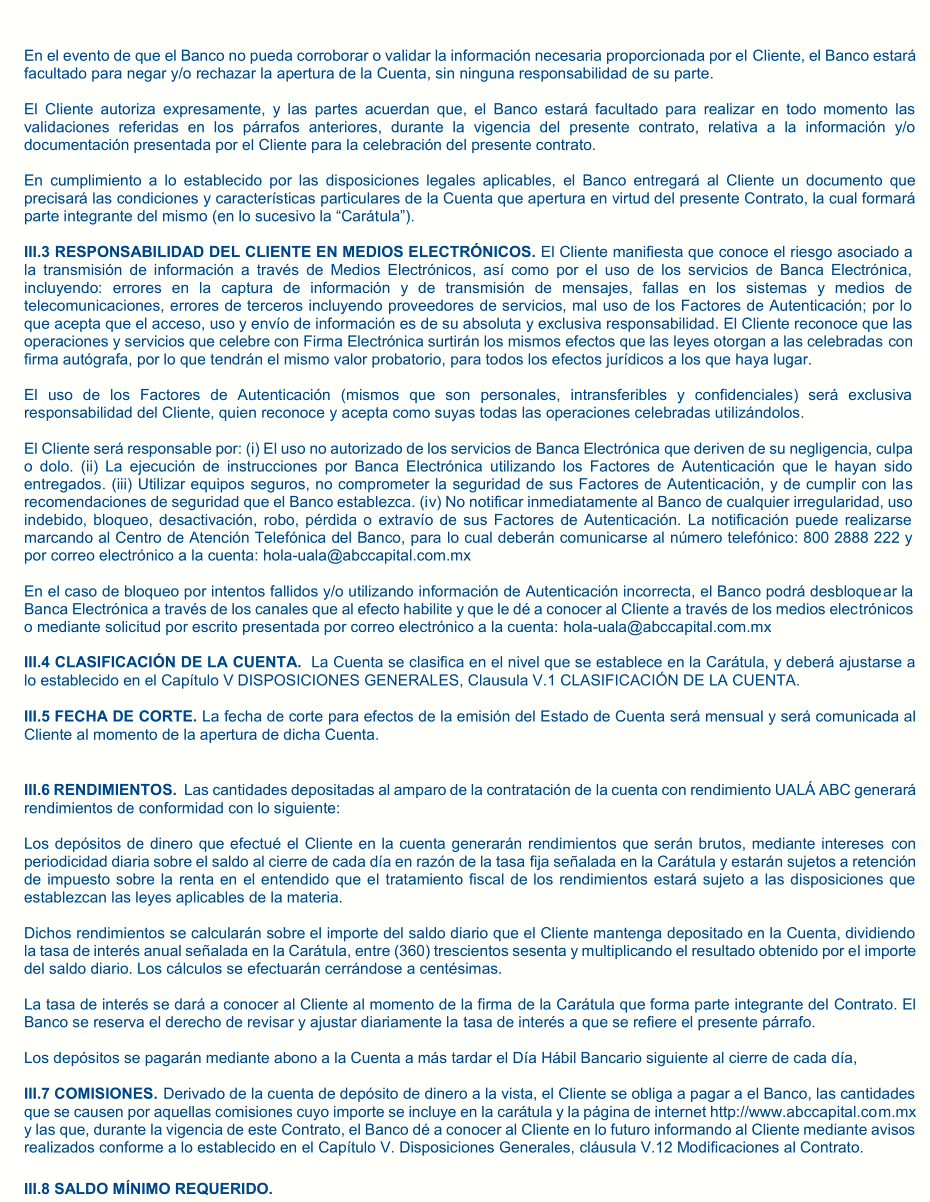 En el evento de que el Banco no pueda corroborar o validar la información necesaria proporcionada por el Cliente, el Banco estará
facultado para negar y/o rechazar la apertura de la Cuenta, sin ninguna responsabilidad de su parte.
El Cliente autoriza expresamente, y las partes acuerdan que, el Banco estará facultado para realizar en todo momento las
validaciones referidas en los párrafos anteriores, durante la vigencia del presente contrato, relativa a la información y/o
documentación presentada por el Cliente para la celebración del presente contrato.
En cumplimiento a lo establecido por las disposiciones legales aplicables, el Banco entregará al Cliente un documento que
precisará las condiciones y características particulares de la Cuenta que apertura en virtud del presente Contrato, la cual formará
parte integrante del mismo (en lo sucesivo la “Carátula”).
III.3 RESPONSABILIDAD DEL CLIENTE EN MEDIOS ELECTRÓNICOS. El Cliente manifiesta que conoce el riesgo asociado a
la transmisión de información a través de Medios Electrónicos, así como por el uso de los servicios de Banca Electrónica,
incluyendo: errores en la captura de información y de transmisión de mensajes, fallas en los sistemas y medios de
telecomunicaciones, errores de terceros incluyendo proveedores de servicios, mal uso de los Factores de Autenticación; por lo
que acepta que el acceso, uso y envío de información es de su absoluta y exclusiva responsabilidad. El Cliente reconoce que las
operaciones y servicios que celebre con Firma Electrónica surtirán los mismos efectos que las leyes otorgan a las celebradas con
firma autógrafa, por lo que tendrán el mismo valor probatorio, para todos los efectos jurídicos a los que haya lugar.
El uso de los Factores de Autenticación (mismos que son personales, intransferibles y confidenciales) será exclusiva
responsabilidad del Cliente, quien reconoce y acepta como suyas todas las operaciones celebradas utilizándolos.
El Cliente será responsable por: (i) El uso no autorizado de los servicios de Banca Electrónica que deriven de su negligencia, culpa
o dolo. (ii) La ejecución de instrucciones por Banca Electrónica utilizando los Factores de Autenticación que le hayan sido
entregados. (iii) Utilizar equipos seguros, no comprometer la seguridad de sus Factores de Autenticación, y de cumplir con las
recomendaciones de seguridad que el Banco establezca. (iv) No notificar inmediatamente al Banco de cualquier irregularidad, uso
indebido, bloqueo, desactivación, robo, pérdida o extravío de sus Factores de Autenticación. La notificación puede realizarse
marcando al Centro de Atención Telefónica del Banco, para lo cual deberán comunicarse al número telefónico: 800 2888 222 y
por correo electrónico a la cuenta: hola-uala@abccapital.com.mx
En el caso de bloqueo por intentos fallidos y/o utilizando información de Autenticación incorrecta, el Banco podrá desbloquear la
Banca Electrónica a través de los canales que al efecto habilite y que le dé a conocer al Cliente a través de los medios electrónicos
o mediante solicitud por escrito presentada por correo electrónico a la cuenta: hola-uala@abccapital.com.mx
III.4 CLASIFICACIÓN DE LA CUENTA. La Cuenta se clasifica en el nivel que se establece en la Carátula, y deberá ajustarse a
lo establecido en el Capítulo V DISPOSICIONES GENERALES, Clausula V.1 CLASIFICACIÓN DE LA CUENTA.
III.5 FECHA DE CORTE. La fecha de corte para efectos de la emisión del Estado de Cuenta será mensual y será comunicada al
Cliente al momento de la apertura de dicha Cuenta.
III.6 RENDIMIENTOS. Las cantidades depositadas al amparo de la contratación de la cuenta con rendimiento UALÁ ABC generará
rendimientos de conformidad con lo siguiente:
Los depósitos de dinero que efectué el Cliente en la cuenta generarán rendimientos que serán brutos, mediante intereses con
periodicidad diaria sobre el saldo al cierre de cada día en razón de la tasa fija señalada en la Carátula y estarán sujetos a retención
de impuesto sobre la renta en el entendido que el tratamiento fiscal de los rendimientos estará sujeto a las disposiciones que
establezcan las leyes aplicables de la materia.
Dichos rendimientos se calcularán sobre el importe del saldo diario que el Cliente mantenga depositado en la Cuenta, dividiendo
la tasa de interés anual señalada en la Carátula, entre (360) trescientos sesenta y multiplicando el resultado obtenido por el importe
del saldo diario. Los cálculos se efectuarán cerrándose a centésimas.
La tasa de interés se dará a conocer al Cliente al momento de la firma de la Carátula que forma parte integrante del Contrato. El
Banco se reserva el derecho de revisar y ajustar diariamente la tasa de interés a que se refiere el presente párrafo.
Los depósitos se pagarán mediante abono a la Cuenta a más tardar el Día Hábil Bancario siguiente al cierre de cada día,
III.7 COMISIONES. Derivado de la cuenta de depósito de dinero a la vista, el Cliente se obliga a pagar a el Banco, las cantidades
que se causen por aquellas comisiones cuyo importe se incluye en la carátula y la página de internet http://www.abccapital.com.mx
y las que, durante la vigencia de este Contrato, el Banco dé a conocer al Cliente en lo futuro informando al Cliente mediante avisos
realizados conforme a lo establecido en el Capítulo V. Disposiciones Generales, cláusula V.12 Modificaciones al Contrato.
III.8 SALDO MÍNIMO REQUERIDO.